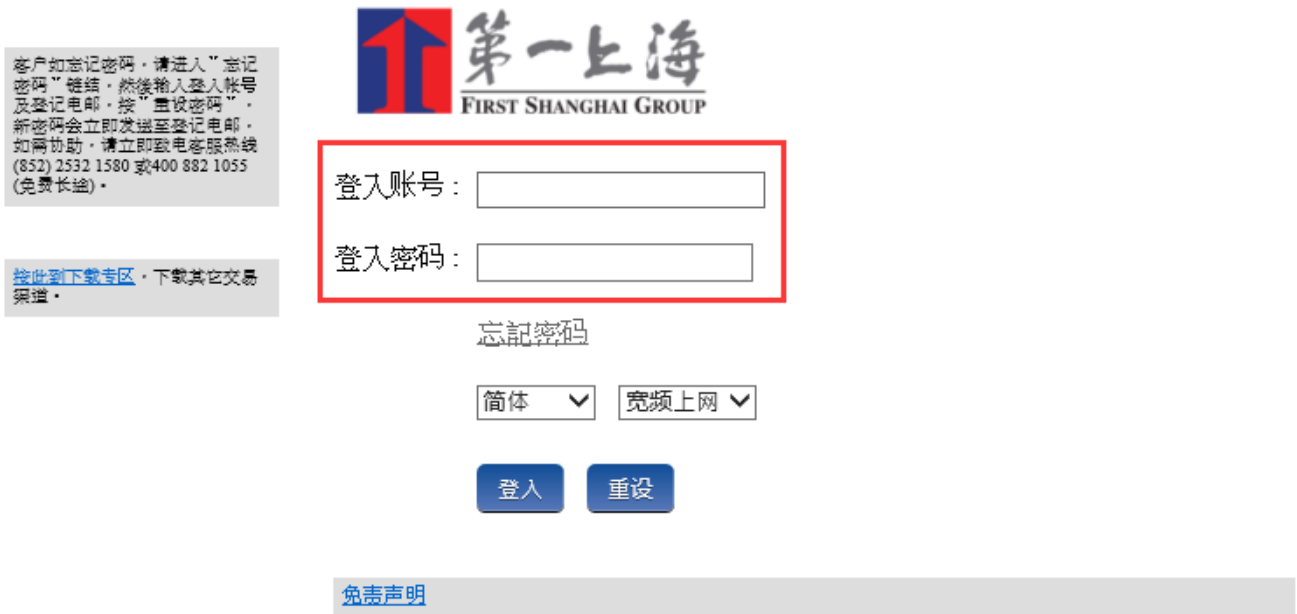 第一上海
FIRST SHANGHAI GROUP
客户如忘记密码，请进入"忘记
密码"链结，然後输入登入帐号
及登记电邮，按"重设密码"，
新密码会立即发送至登记电邮。
如需协助，请立即致电客服热线
(852) 2532 1580 或400 882 1055
(免费长途)。
按此到下载专区，下载其它交易
渠道。
登入账号：
登入密码：
忘記密码
简体 宽频上网
登入 重设
免责声明